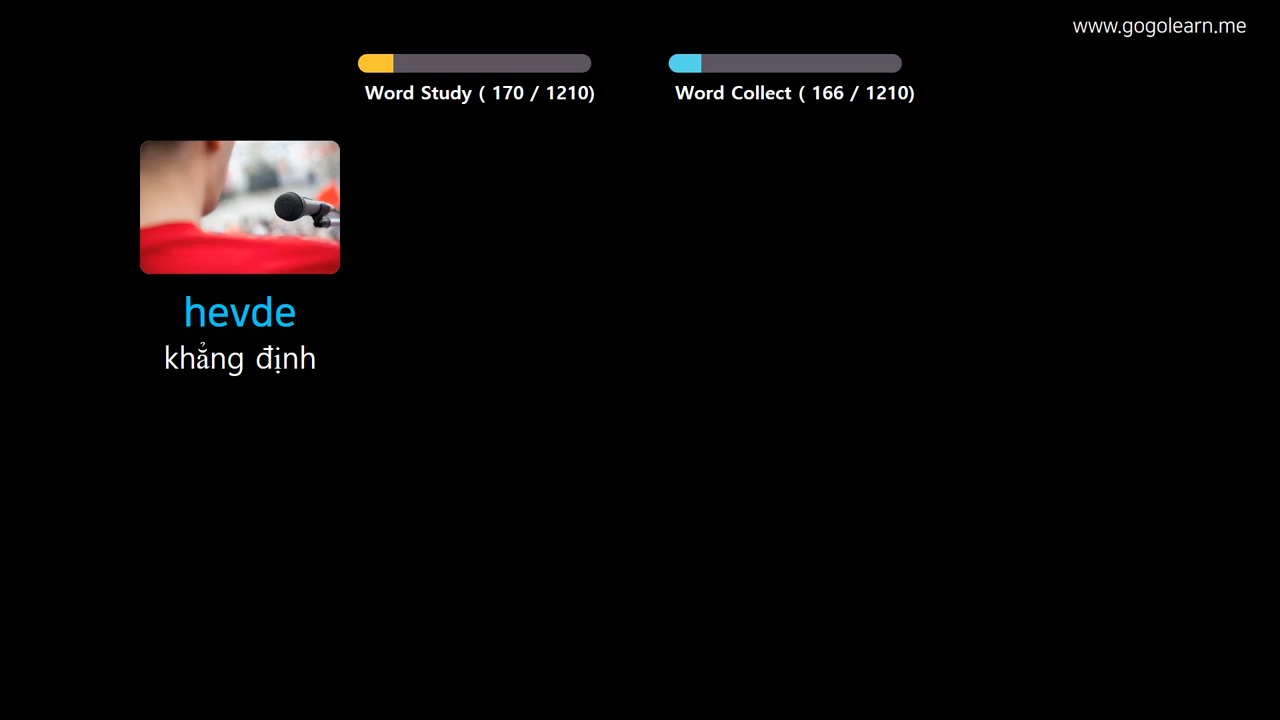 www.gogolearn.me
Word Study ( 170 / 1210)
Word Collect ( 166 / 1210)
hevde
khẳng định